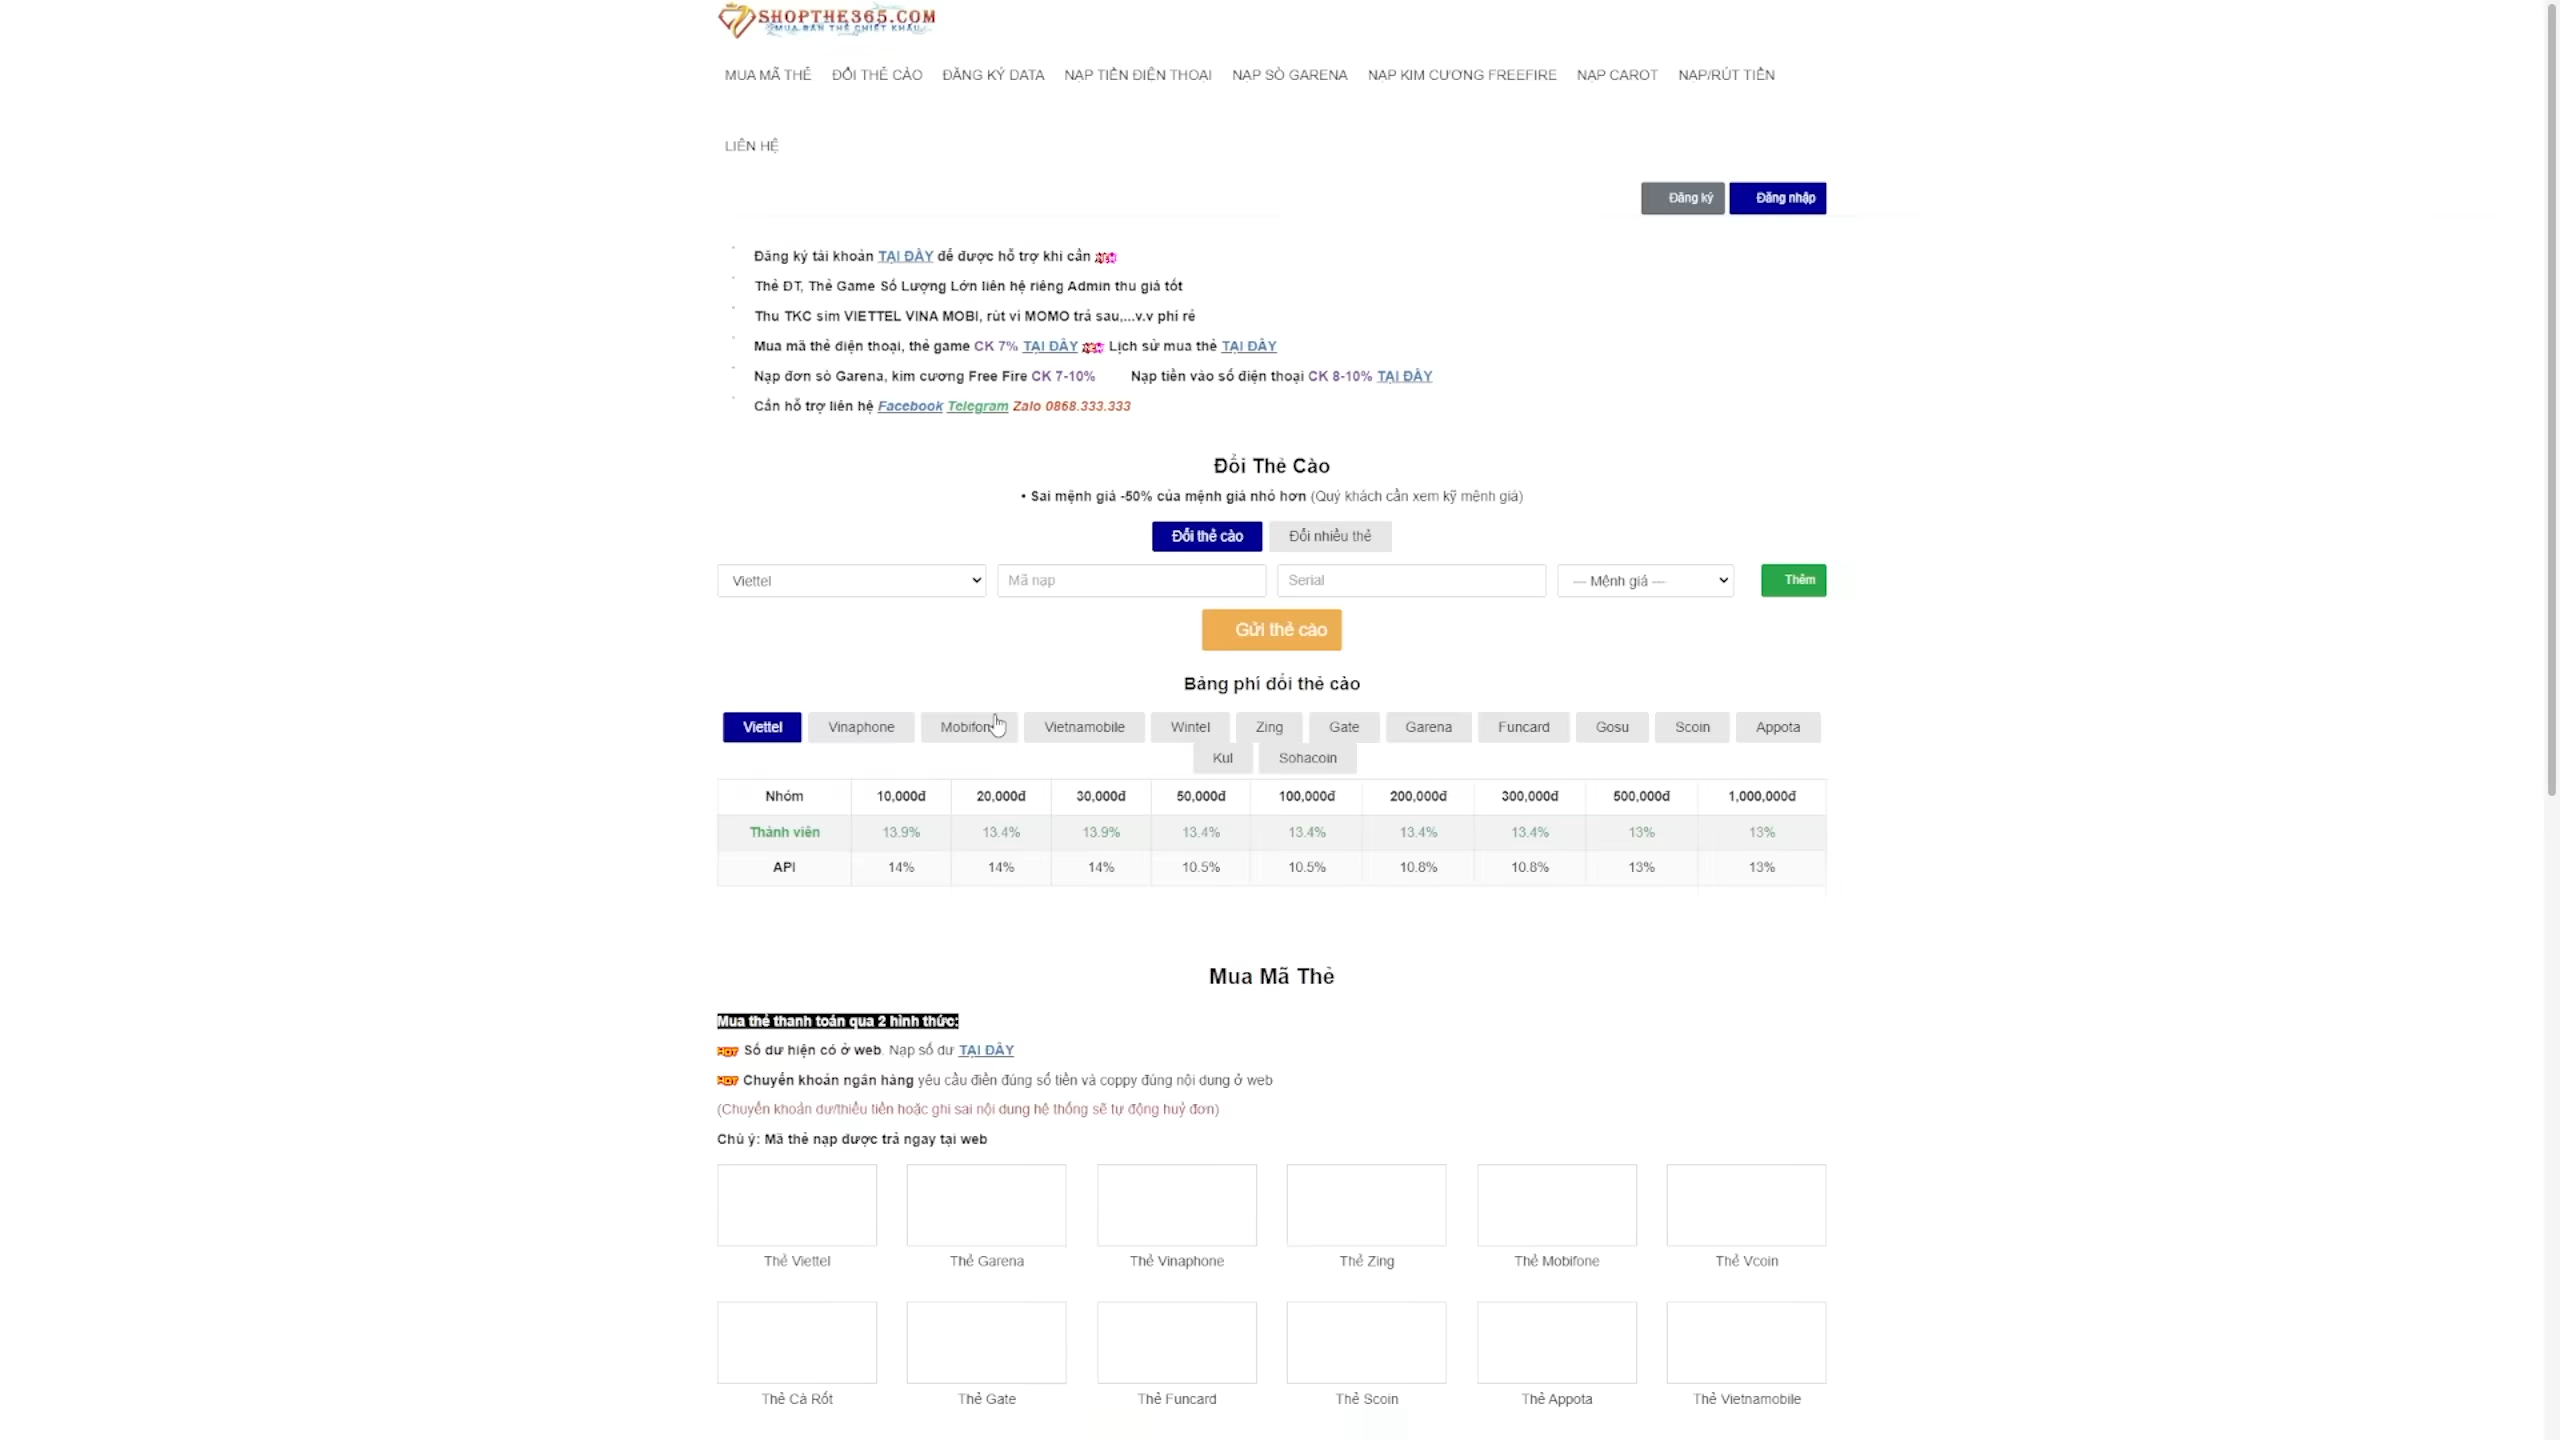 SHOPTHE365.COM
MUA BÁN THẺ CHIẾT KHẤU
MUA MÃ THẺ ĐỔI THẺ CÀO ĐĂNG KÝ DATA NẠP TIỀN ĐIỆN THOẠI NẠP SÒ GARENA NẠP KIM CƯƠNG FREEFIRE NẠP CAROT NẠP/RÚT TIỀN
LIÊN HỆ
Đăng ký Đăng nhập
Đăng ký tài khoản TẠI ĐÂY để được hỗ trợ khi cần NEW
Thẻ ĐT, Thẻ Game Số Lượng Lớn liên hệ riêng Admin thu giá tốt
Thu TKC sim VIETTEL VINA MOBI, rút ví MOMO trả sau,...v.v phí rẻ
Mua mã thẻ điện thoại, thẻ game CK 7% TẠI ĐÂY NEW Lịch sử mua thẻ TẠI ĐÂY
Nạp đơn sò Garena, kim cương Free Fire CK 7-10% Nạp tiền vào số điện thoại CK 8-10% TẠI ĐÂY
Cần hỗ trợ liên hệ Facebook Telegram Zalo 0868.333.333
Đổi Thẻ Cào
• Sai mệnh giá -50% của mệnh giá nhỏ hơn (Quý khách cần xem kỹ mệnh giá)
Đổi thẻ cào Đổi nhiều thẻ
Viettel Mã nạp Serial --- Mệnh giá --- Thêm
Gửi thẻ cào
Bảng phí đổi thẻ cào
Viettel Vinaphone Mobifone Vietnamobile Wintel Zing Gate Garena Funcard Gosu Scoin Appota
Kul Sohacoin
Nhóm 10,000đ 20,000đ 30,000đ 50,000đ 100,000đ 200,000đ 300,000đ 500,000đ 1,000,000đ
Thành viên 13.9% 13.4% 13.9% 13.4% 13.4% 13.4% 13.4% 13% 13%
API 14% 14% 14% 10.5% 10.5% 10.8% 10.8% 13% 13%
Mua Mã Thẻ
Mua thẻ thanh toán qua 2 hình thức:
HOT Số dư hiện có ở web. Nạp số dư TẠI ĐÂY
HOT Chuyển khoản ngân hàng yêu cầu điền đúng số tiền và coppy đúng nội dung ở web
(Chuyển khoản dư/thiếu tiền hoặc ghi sai nội dung hệ thống sẽ tự động huỷ đơn)
Chú ý: Mã thẻ nạp được trả ngay tại web
Thẻ Viettel Thẻ Garena Thẻ Vinaphone Thẻ Zing Thẻ Mobifone Thẻ Vcoin
Thẻ Cà Rốt Thẻ Gate Thẻ Funcard Thẻ Scoin Thẻ Appota Thẻ Vietnamobile